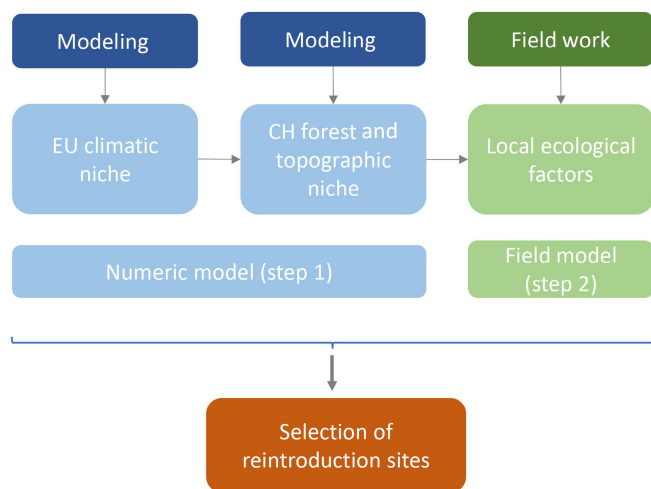 Modeling
Modeling
Field work
EU climatic
niche
CH forest and
topographic
niche
Local ecological
factors
Numeric model (step 1)
Field model
(step 2)
Selection of
reintroduction sites